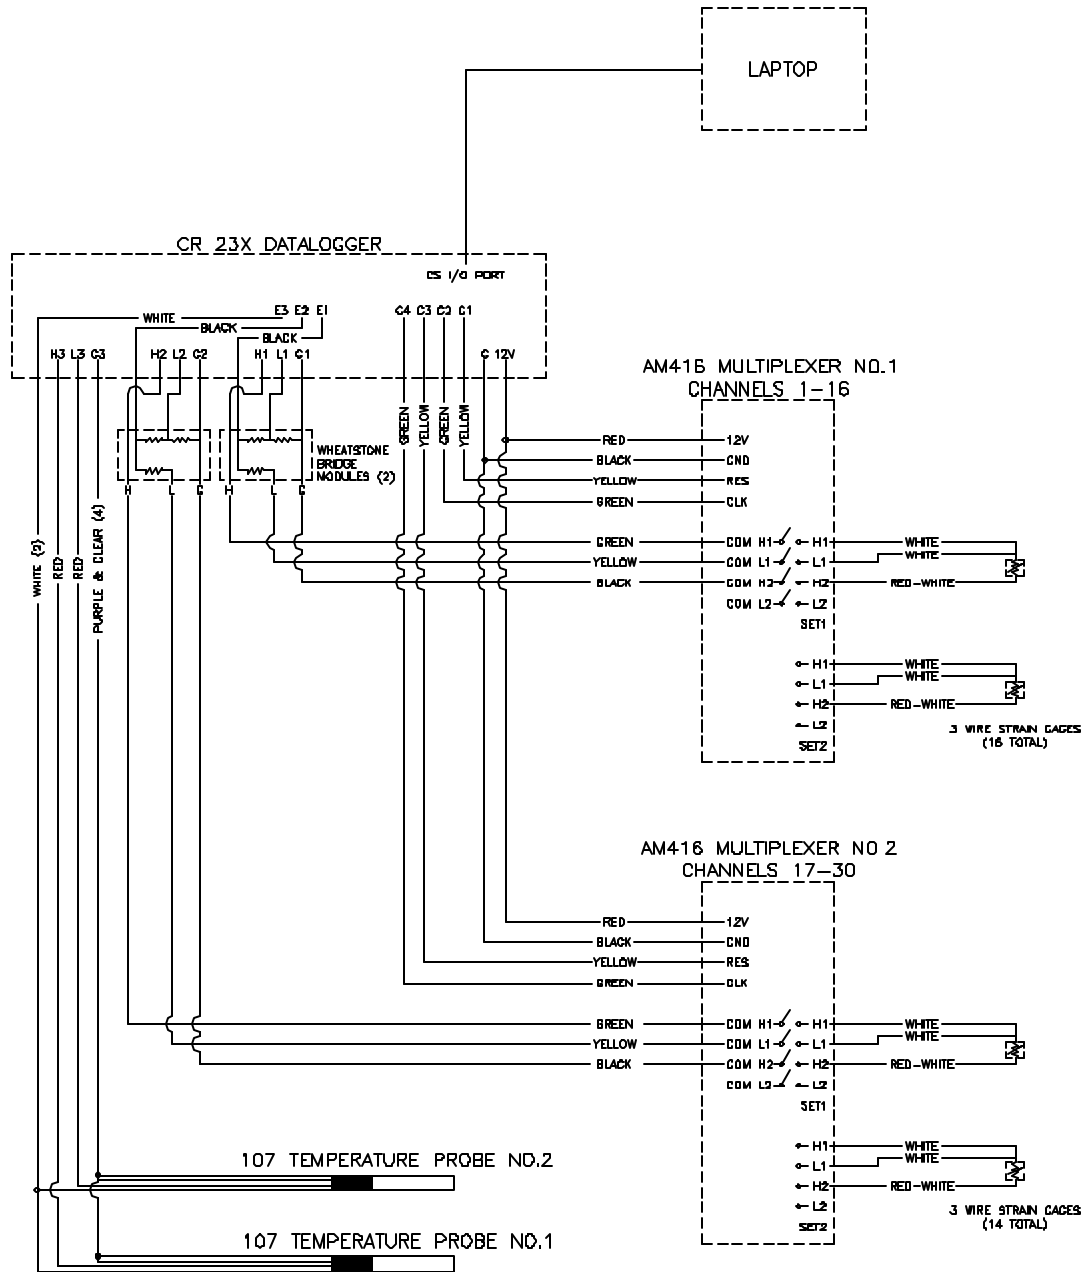 LAPTOP
CR 23X DATALOGGER
CS I/O PORT
WHITE
E3 E2 E1
C4 C3 C2 C1
BLACK
BLACK
H3 L3 G3
H2 L2 G2
H1 L1 G1
G 12V
AM416 MULTIPLEXER NO.1
CHANNELS 1-16
GREEN
YELLOW
GREEN
YELLOW
WHEATSTONE
BRIDGE
MODULES (2)
H L G
H L G
WHITE (2)
RED
RED
PURPLE & CLEAR (4)
RED 12V
BLACK GND
YELLOW RES
GREEN CLK
GREEN COM H1 H1 WHITE
YELLOW COM L1 L1 WHITE
BLACK COM H2 H2 RED-WHITE
COM L2 L2
SET1
H1 WHITE
L1 WHITE
H2 RED-WHITE
L2
SET2
3 WIRE STRAIN GAGES
(16 TOTAL)
AM416 MULTIPLEXER NO 2
CHANNELS 17-30
RED 12V
BLACK GND
YELLOW RES
GREEN CLK
GREEN COM H1 H1 WHITE
YELLOW COM L1 L1 WHITE
BLACK COM H2 H2 RED-WHITE
COM L2 L2
SET1
H1 WHITE
L1 WHITE
H2 RED-WHITE
L2
SET2
3 WIRE STRAIN GAGES
(14 TOTAL)
107 TEMPERATURE PROBE NO.2
107 TEMPERATURE PROBE NO.1